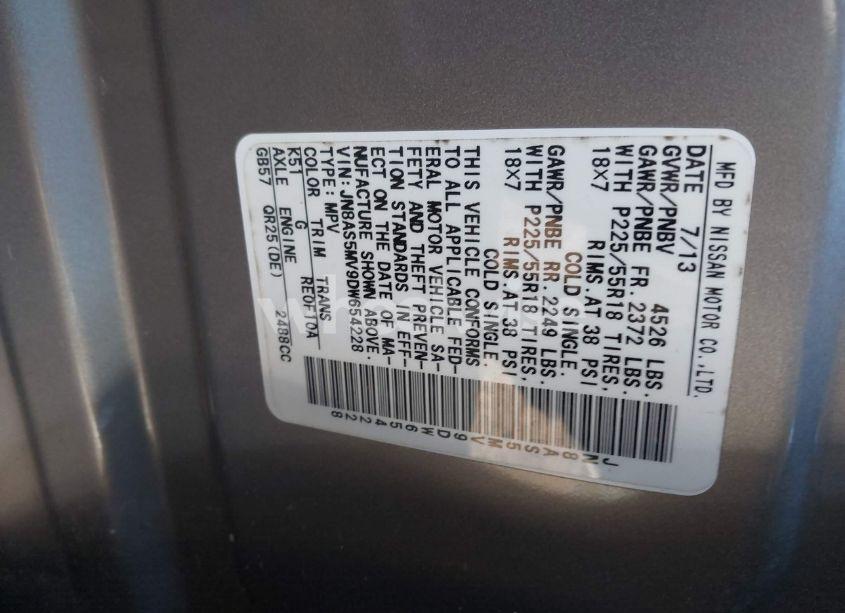 MFD BY NISSAN MOTOR CO.,LTD.
DATE 7/13
GVWR/PNBV 4526 LBS.
GAWR/PNBE FR. 2372 LBS.
WITH P225/55R18 TIRES,
18X7 RIMS AT 38 PSI
COLD SINGLE.
GAWR/PNBE RR. 2249 LBS.
WITH P225/55R18 TIRES,
18X7 RIMS AT 38 PSI
COLD SINGLE.
THIS VEHICLE CONFORMS
TO ALL APPLICABLE FED-
ERAL MOTOR VEHICLE SA-
FETY AND THEFT PREVEN-
TION STANDARDS IN EFF-
ECT ON THE DATE OF MA-
NUFACTURE SHOWN ABOVE.
VIN: JN8AS5MV9DW654228
TYPE: MPV
COLOR TRIM TRANS
K51 G RE0F10A
AXLE ENGINE
GB57 QR25(DE) 2488CC
JN8AS5MV9DW654228